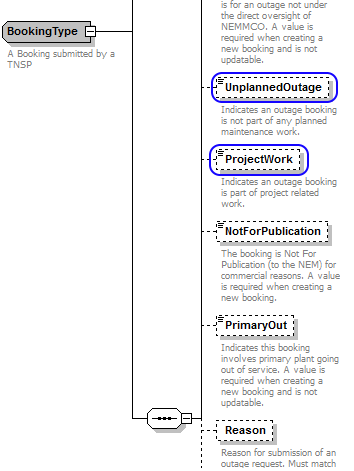 is for an outage not under
the direct oversight of
NEMMCO. A value is
required when creating a
new booking and is not
updatable.
BookingType
A Booking submitted by a
TNSP
UnplannedOutage
Indicates an outage booking
is not part of any planned
maintenance work.
ProjectWork
Indicates an outage booking
is part of project related
work.
NotForPublication
The booking is Not For
Publication (to the NEM) for
commercial reasons. A value
is required when creating a
new booking.
PrimaryOut
Indicates this booking
involves primary plant going
out of service. A value is
required when creating a
new booking and is not
updatable.
Reason
Reason for submission of an
outage request. Must match